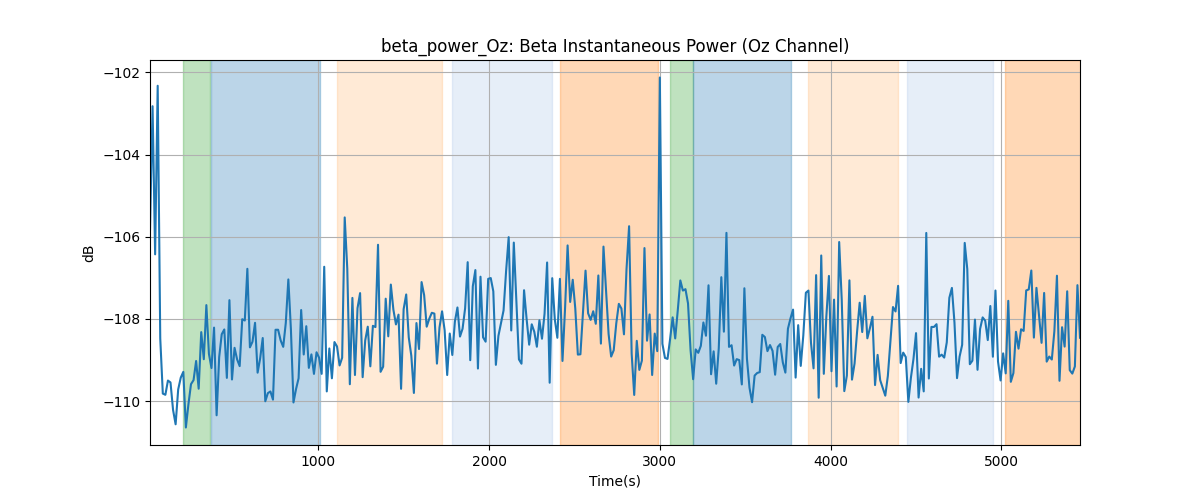 beta_power_Oz: Beta Instantaneous Power (Oz Channel)
−102
−104
−106
−108
−110
dB
1000 2000 3000 4000 5000
Time(s)